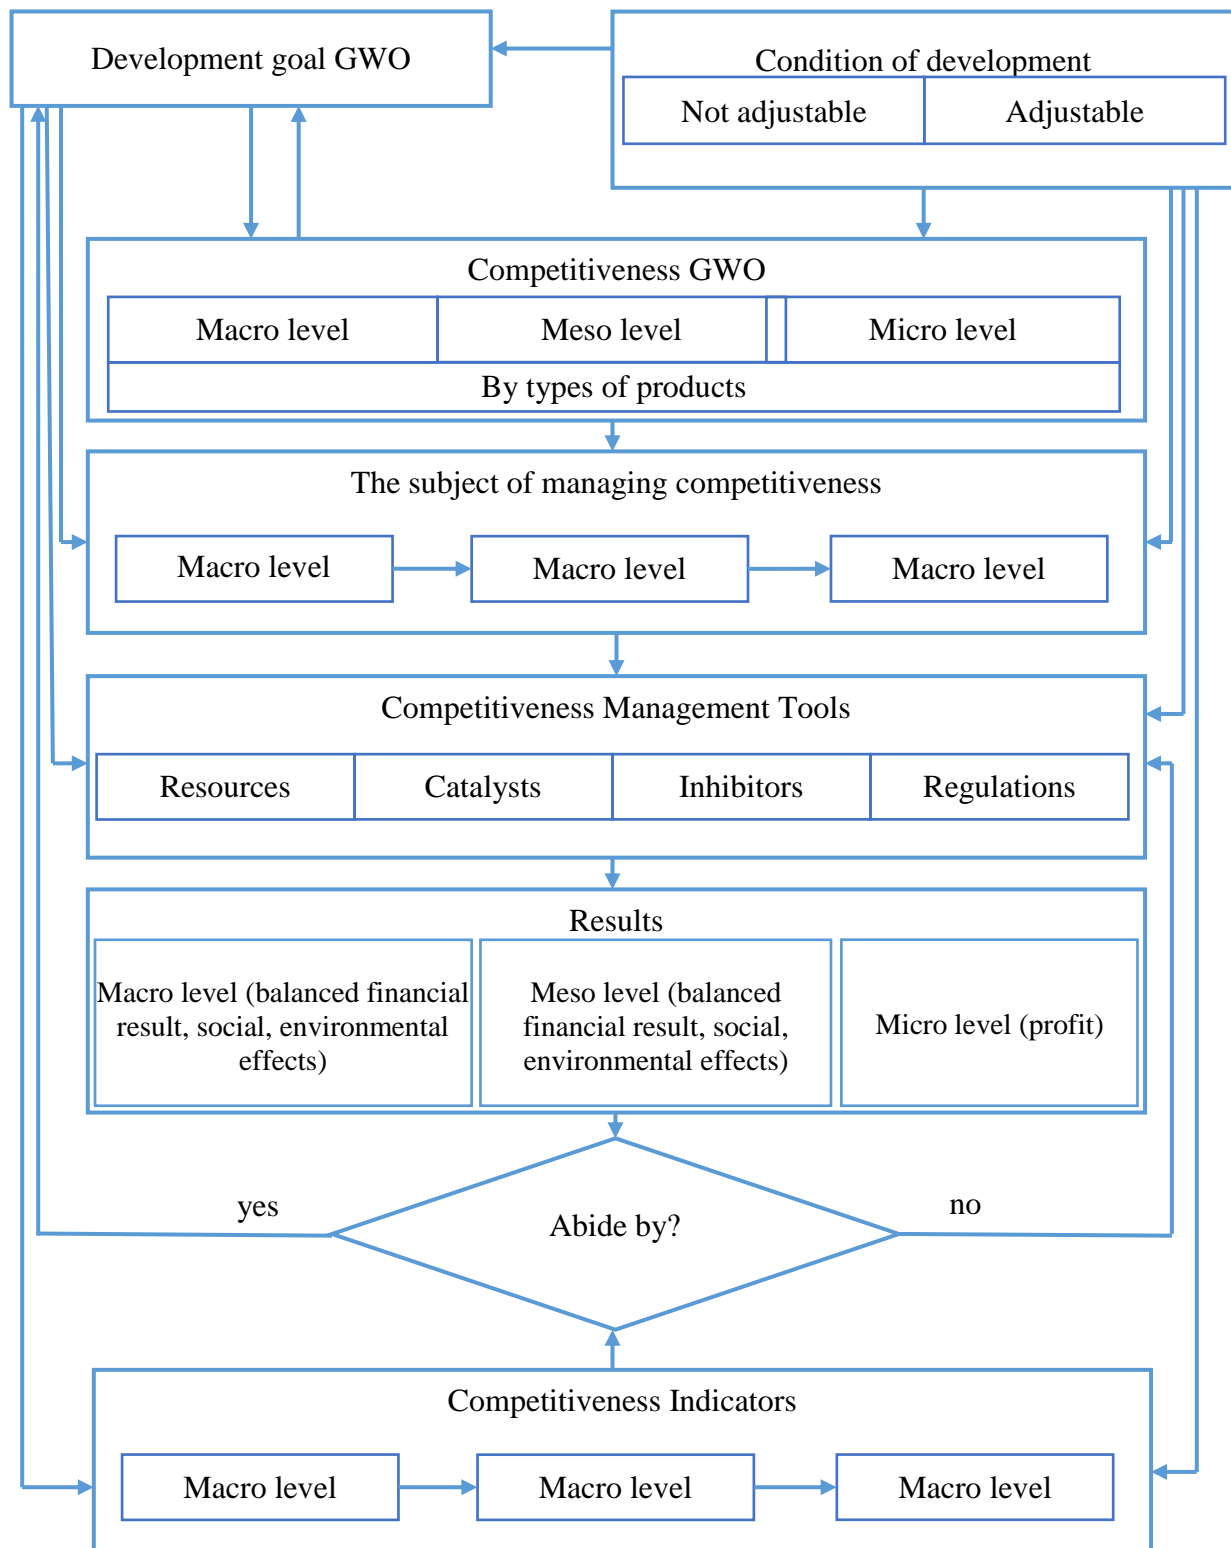 Development goal GWO
Condition of development
Not adjustable
Adjustable
Competitiveness GWO
Macro level
Meso level
Micro level
By types of products
The subject of managing competitiveness
Macro level
Macro level
Macro level
Competitiveness Management Tools
Resources
Catalysts
Inhibitors
Regulations
Results
Macro level (balanced financial
result, social, environmental
effects)
Meso level (balanced
financial result, social,
environmental effects)
Micro level (profit)
yes
Abide by?
no
Competitiveness Indicators
Macro level
Macro level
Macro level